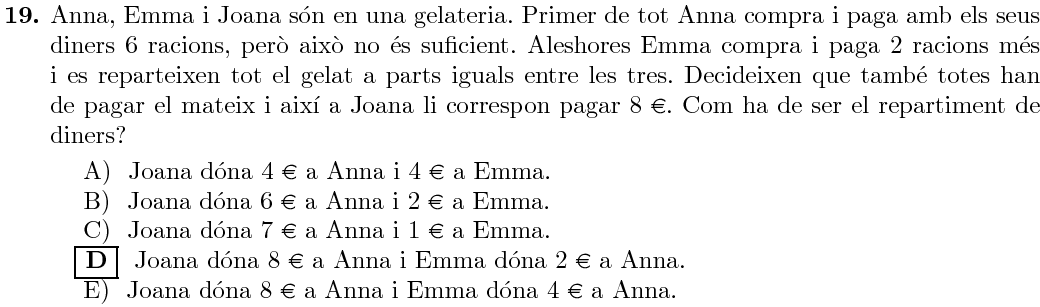 19. Anna, Emma i Joana són en una gelateria. Primer de tot Anna compra i paga amb els seus
diners 6 racions, però això no és suficient. Aleshores Emma compra i paga 2 racions més
i es reparteixen tot el gelat a parts iguals entre les tres. Decideixen que també totes han
de pagar el mateix i així a Joana li correspon pagar 8 €. Com ha de ser el repartiment de
diners?
A) Joana dóna 4 € a Anna i 4 € a Emma.
B) Joana dóna 6 € a Anna i 2 € a Emma.
C) Joana dóna 7 € a Anna i 1 € a Emma.
D Joana dóna 8 € a Anna i Emma dóna 2 € a Anna.
E) Joana dóna 8 € a Anna i Emma dóna 4 € a Anna.